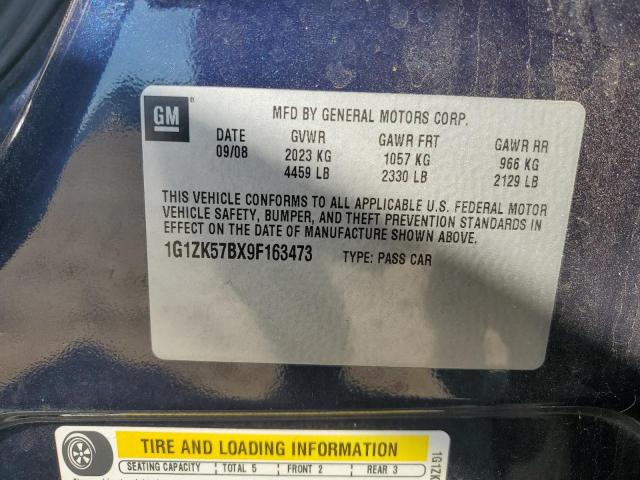 GM ®
MFD BY GENERAL MOTORS CORP.
DATE GVWR GAWR FRT GAWR RR
09/08 2023 KG 1057 KG 966 KG
4459 LB 2330 LB 2129 LB
THIS VEHICLE CONFORMS TO ALL APPLICABLE U.S. FEDERAL MOTOR
VEHICLE SAFETY, BUMPER, AND THEFT PREVENTION STANDARDS IN
EFFECT ON THE DATE OF MANUFACTURE SHOWN ABOVE.
1G1ZK57BX9F163473 TYPE: PASS CAR
TIRE AND LOADING INFORMATION
SEATING CAPACITY TOTAL 5 FRONT 2 REAR 3
1G1ZK